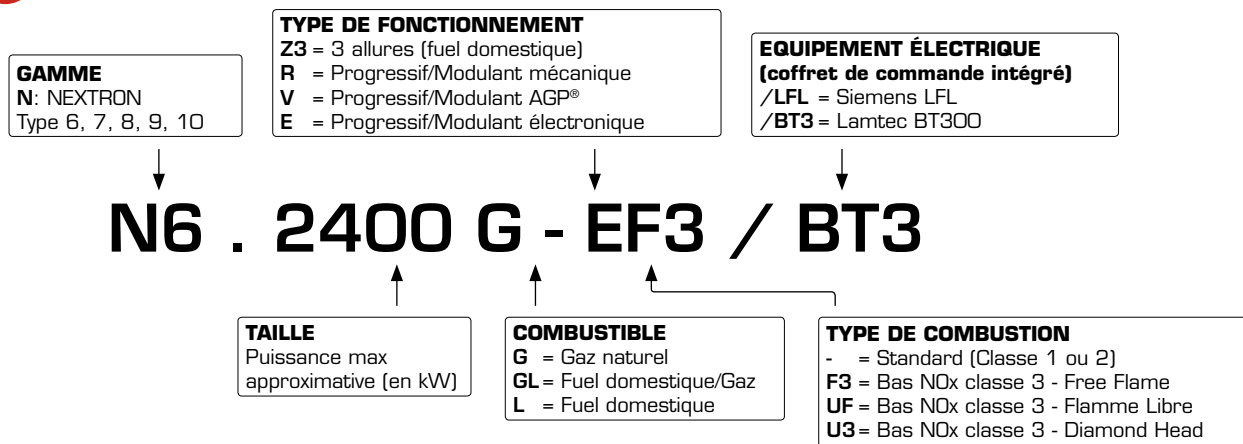 GAMME
N: NEXTRON
Type 6, 7, 8, 9, 10
TYPE DE FONCTIONNEMENT
Z3 = 3 allures (fuel domestique)
R = Progressif/Modulant mécanique
V = Progressif/Modulant AGP®
E = Progressif/Modulant électronique
EQUIPEMENT ÉLECTRIQUE
(coffret de commande intégré)
/LFL = Siemens LFL
/BT3 = Lamtec BT300
N6 . 2400 G - EF3 / BT3
TAILLE
Puissance max
approximative (en kW)
COMBUSTIBLE
G = Gaz naturel
GL = Fuel domestique/Gaz
L = Fuel domestique
TYPE DE COMBUSTION
- = Standard (Classe 1 ou 2)
F3 = Bas NOx classe 3 - Free Flame
UF = Bas NOx classe 3 - Flamme Libre
U3 = Bas NOx classe 3 - Diamond Head